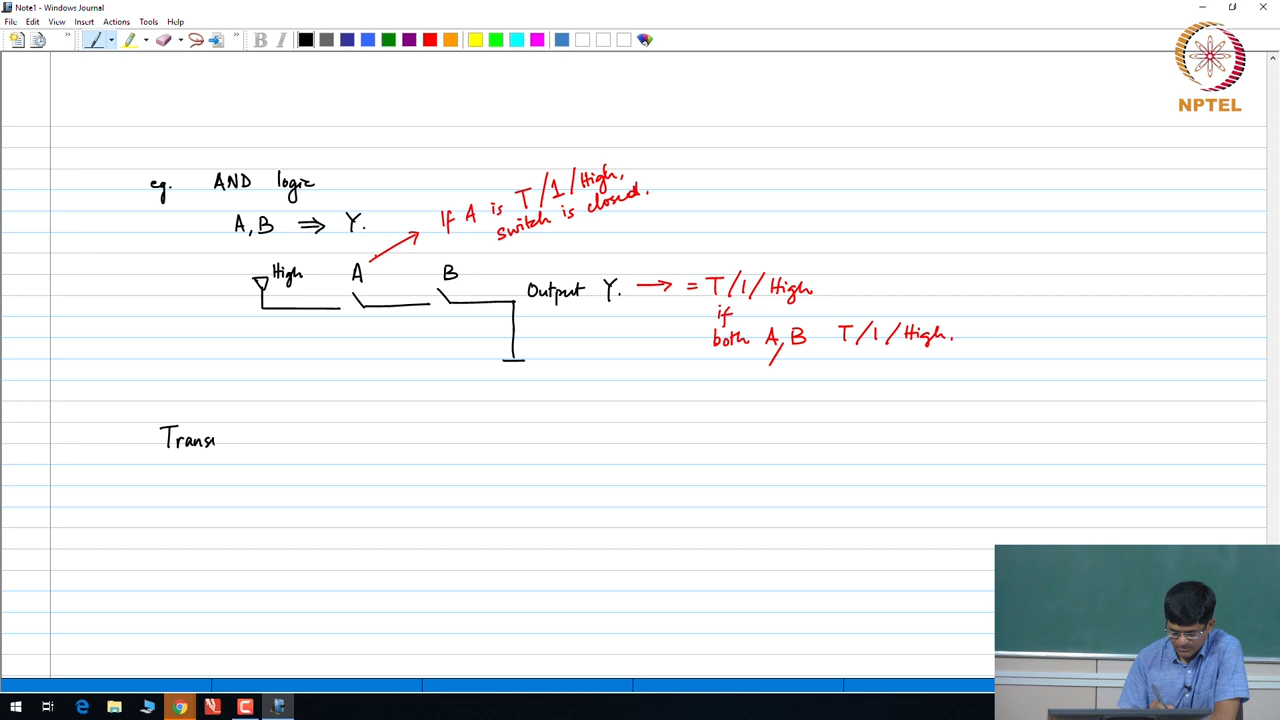 Note1 - Windows Journal
File Edit View Insert Actions Tools Help
B I
NPTEL
eg. AND logic
A, B ⇒ Y.
If A is T/1/High,
switch is closed.
High A B Output Y. → = T/1/High
if
both A, B T/1/High.
Trans